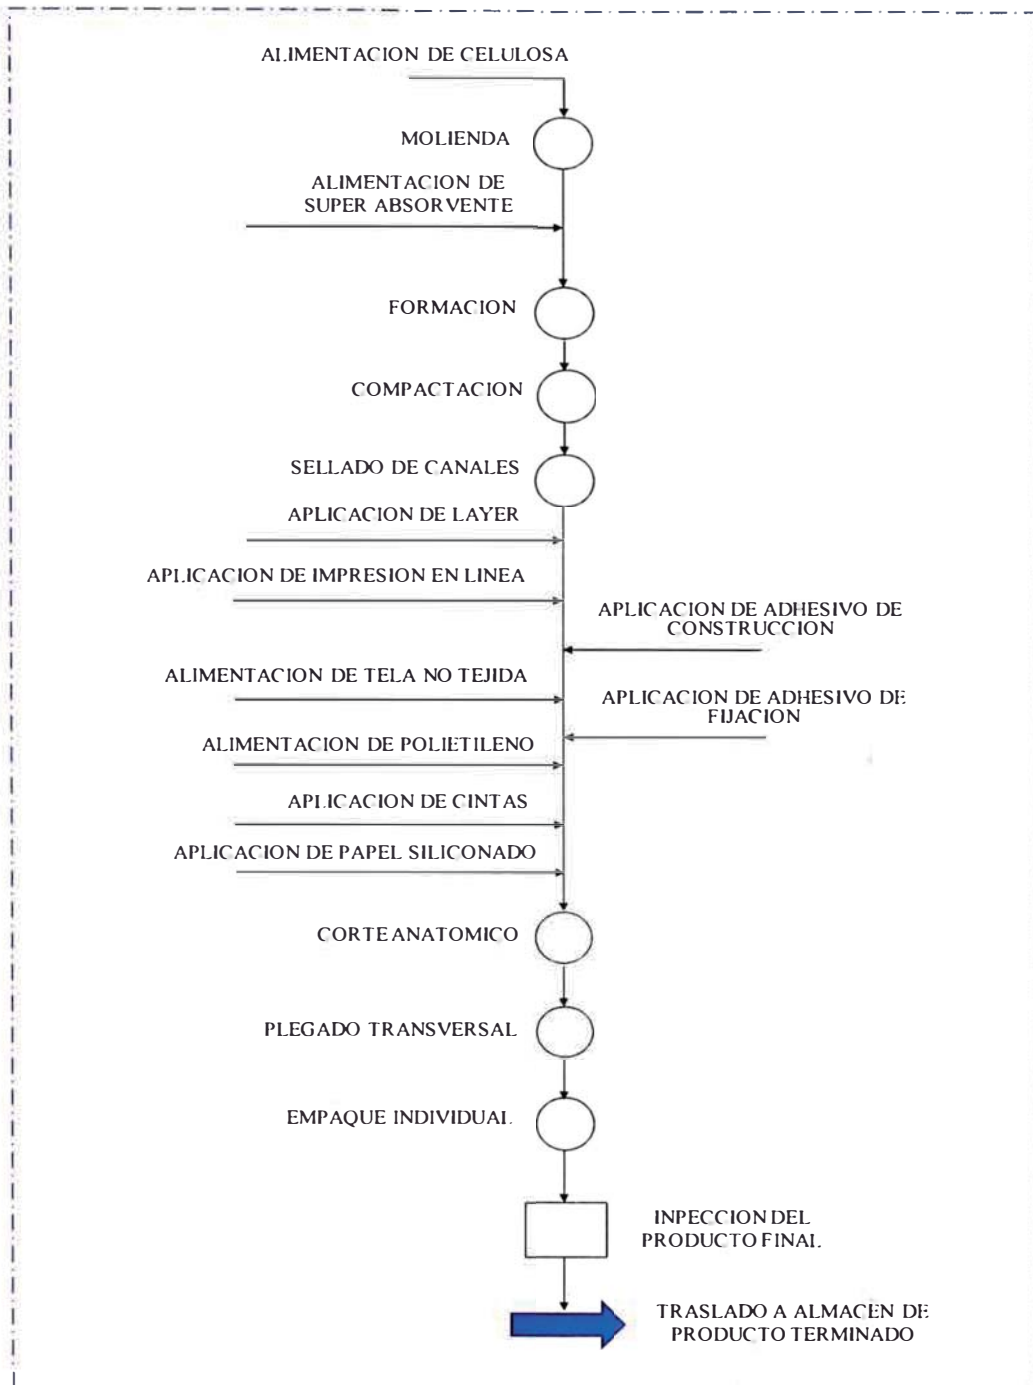 ALIMENTACION DE CELULOSA
MOLIENDA
ALIMENTACION DE
SUPER ABSORVENTE
FORMACION
COMPACTACION
SELLADO DE CANALES
APLICACION DE LAYER
APLICACION DE IMPRESION EN LINEA
APLICACION DE ADHESIVO DE
CONSTRUCCION
ALIMENTACION DE TELA NO TEJIDA
APLICACION DE ADHESIVO DE
FIJACION
ALIMENTACION DE POLIETILENO
APLICACION DE CINTAS
APLICACION DE PAPEL SILICONADO
CORTE ANATOMICO
PLEGADO TRANSVERSAL
EMPAQUE INDIVIDUAL
INPECCION DEL
PRODUCTO FINAL
TRASLADO A ALMACEN DE
PRODUCTO TERMINADO